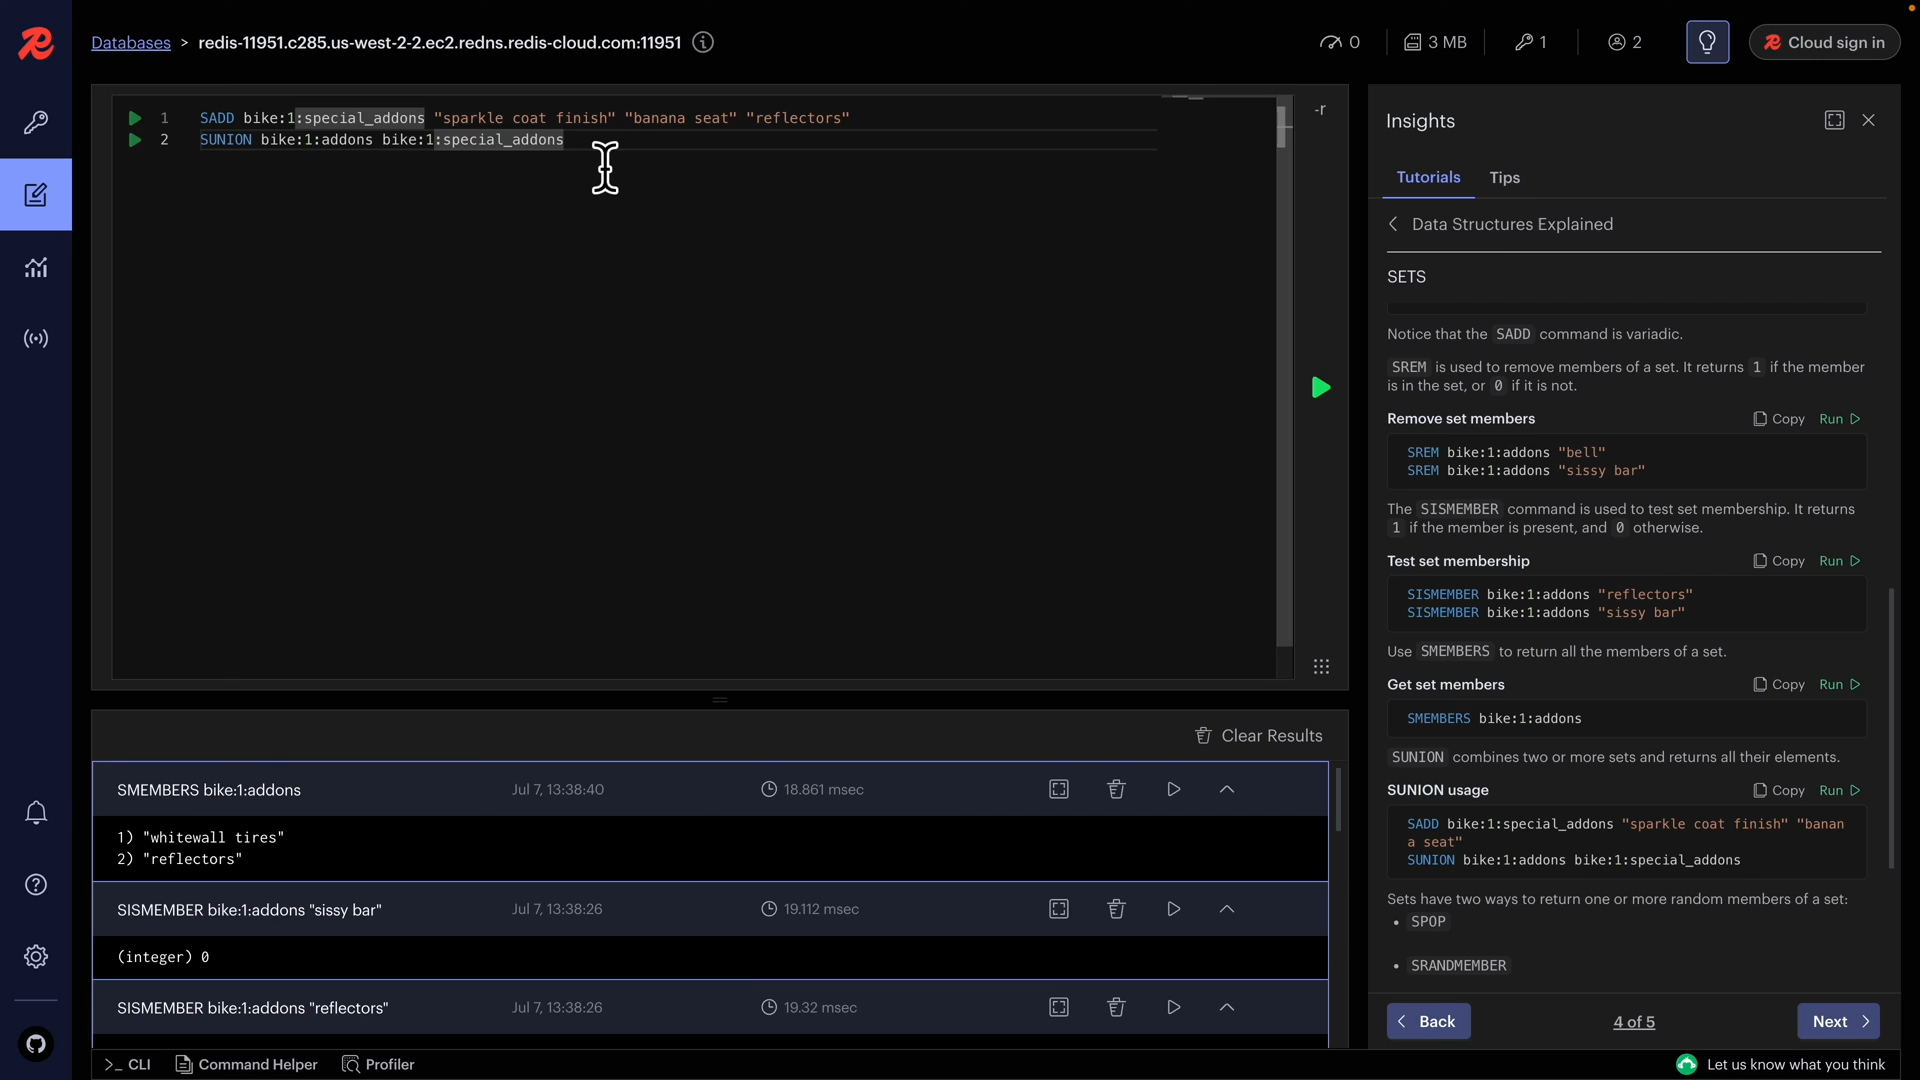 Databases > redis-11951.c285.us-west-2-2.ec2.redns.redis-cloud.com:11951
0
3 MB
1
2
Cloud sign in
1 SADD bike:1:special_addons "sparkle coat finish" "banana seat" "reflectors"
2 SUNION bike:1:addons bike:1:special_addons
-r
Clear Results
SMEMBERS bike:1:addons Jul 7, 13:38:40 18.861 msec
1) "whitewall tires"
2) "reflectors"
SISMEMBER bike:1:addons "sissy bar" Jul 7, 13:38:26 19.112 msec
(integer) 0
SISMEMBER bike:1:addons "reflectors" Jul 7, 13:38:26 19.32 msec
Insights
Tutorials Tips
Data Structures Explained
SETS
Notice that the SADD command is variadic.
SREM is used to remove members of a set. It returns 1 if the member
is in the set, or 0 if it is not.
Remove set members Copy Run
SREM bike:1:addons "bell"
SREM bike:1:addons "sissy bar"
The SISMEMBER command is used to test set membership. It returns
1 if the member is present, and 0 otherwise.
Test set membership Copy Run
SISMEMBER bike:1:addons "reflectors"
SISMEMBER bike:1:addons "sissy bar"
Use SMEMBERS to return all the members of a set.
Get set members Copy Run
SMEMBERS bike:1:addons
SUNION combines two or more sets and returns all their elements.
SUNION usage Copy Run
SADD bike:1:special_addons "sparkle coat finish" "banan
a seat"
SUNION bike:1:addons bike:1:special_addons
Sets have two ways to return one or more random members of a set:
• SPOP
• SRANDMEMBER
< Back 4 of 5 Next >
>_ CLI Command Helper Profiler
Let us know what you think